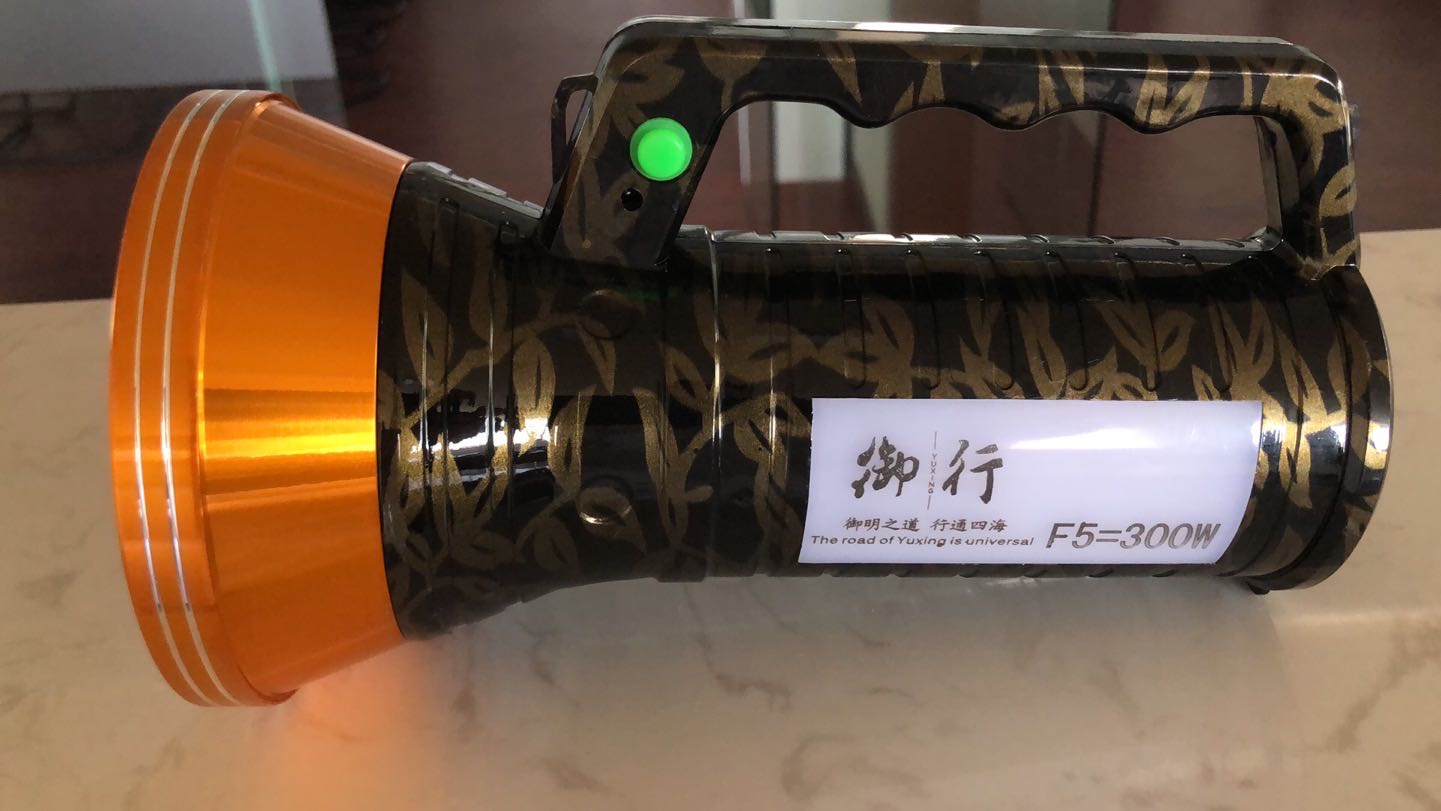 御 YUXING 行
御明之道 行通四海
The road of Yuxing is universal
F5=300W